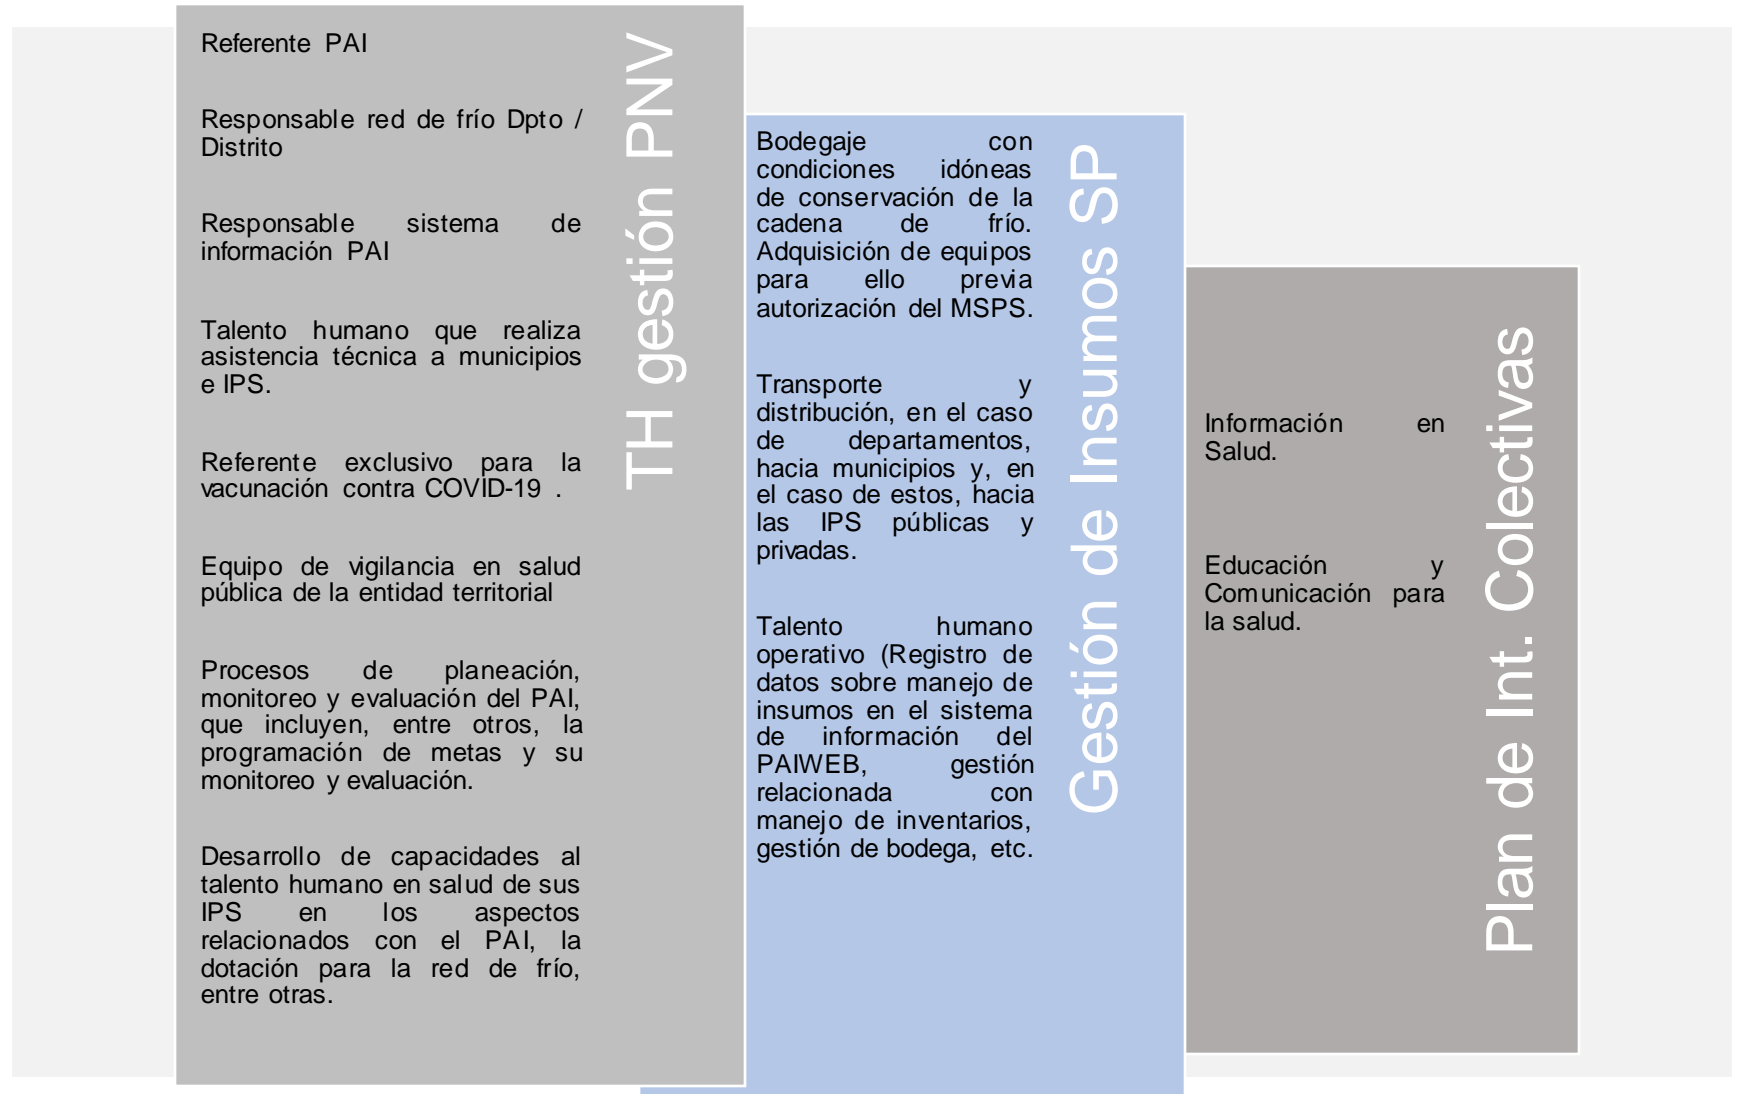 Referente PAI
Responsable red de frío Dpto /
Distrito
Responsable sistema de
información PAI
Talento humano que realiza
asistencia técnica a municipios
e IPS.
Referente exclusivo para la
vacunación contra COVID-19 .
Equipo de vigilancia en salud
pública de la entidad territorial
Procesos de planeación,
monitoreo y evaluación del PAI,
que incluyen, entre otros, la
programación de metas y su
monitoreo y evaluación.
Desarrollo de capacidades al
talento humano en salud de sus
IPS en los aspectos
relacionados con el PAI, la
dotación para la red de frío,
entre otras.
TH gestión PNV
Bodegaje con
condiciones idóneas
de conservación de la
cadena de frío.
Adquisición de equipos
para ello previa
autorización del MSPS.
Transporte y
distribución, en el caso
de departamentos,
hacia municipios y, en
el caso de estos, hacia
las IPS públicas y
privadas.
Talento humano
operativo (Registro de
datos sobre manejo de
insumos en el sistema
de información del
PAIWEB, gestión
relacionada con
manejo de inventarios,
gestión de bodega, etc.
Gestión de Insumos SP
Información en
Salud.
Educación y
Comunicación para
la salud.
Plan de Int. Colectivas